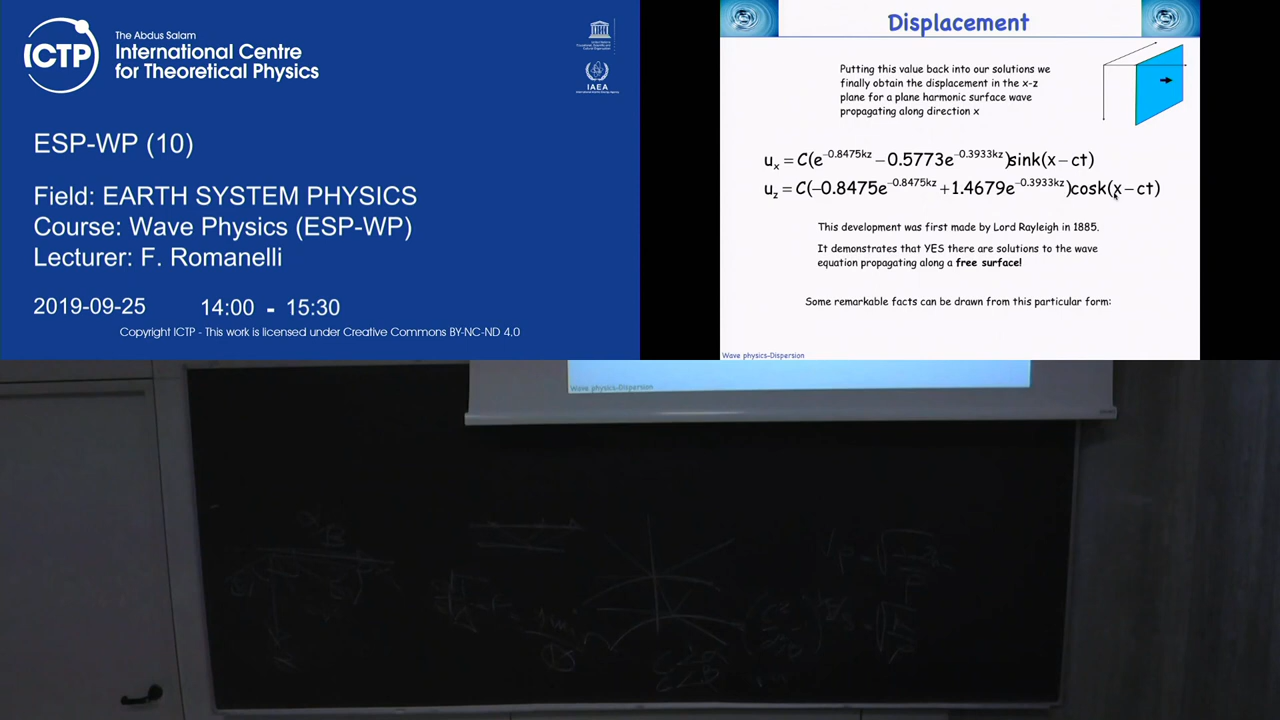 ICTP
The Abdus Salam
International Centre
for Theoretical Physics
IAEA
ESP-WP (10)
Field: EARTH SYSTEM PHYSICS
Course: Wave Physics (ESP-WP)
Lecturer: F. Romanelli
2019-09-25 14:00 - 15:30
Copyright ICTP - This work is licensed under Creative Commons BY-NC-ND 4.0
Displacement
Putting this value back into our solutions we
finally obtain the displacement in the x-z
plane for a plane harmonic surface wave
propagating along direction x
uₓ = C(e^{-0.8475kz} - 0.5773e^{-0.3933kz})sink(x - ct)
u_z = C(-0.8475e^{-0.8475kz} + 1.4679e^{-0.3933kz})cosk(x - ct)
This development was first made by Lord Rayleigh in 1885.
It demonstrates that YES there are solutions to the wave
equation propagating along a free surface!
Some remarkable facts can be drawn from this particular form:
Wave physics-Dispersion
Wave physics-Dispersion